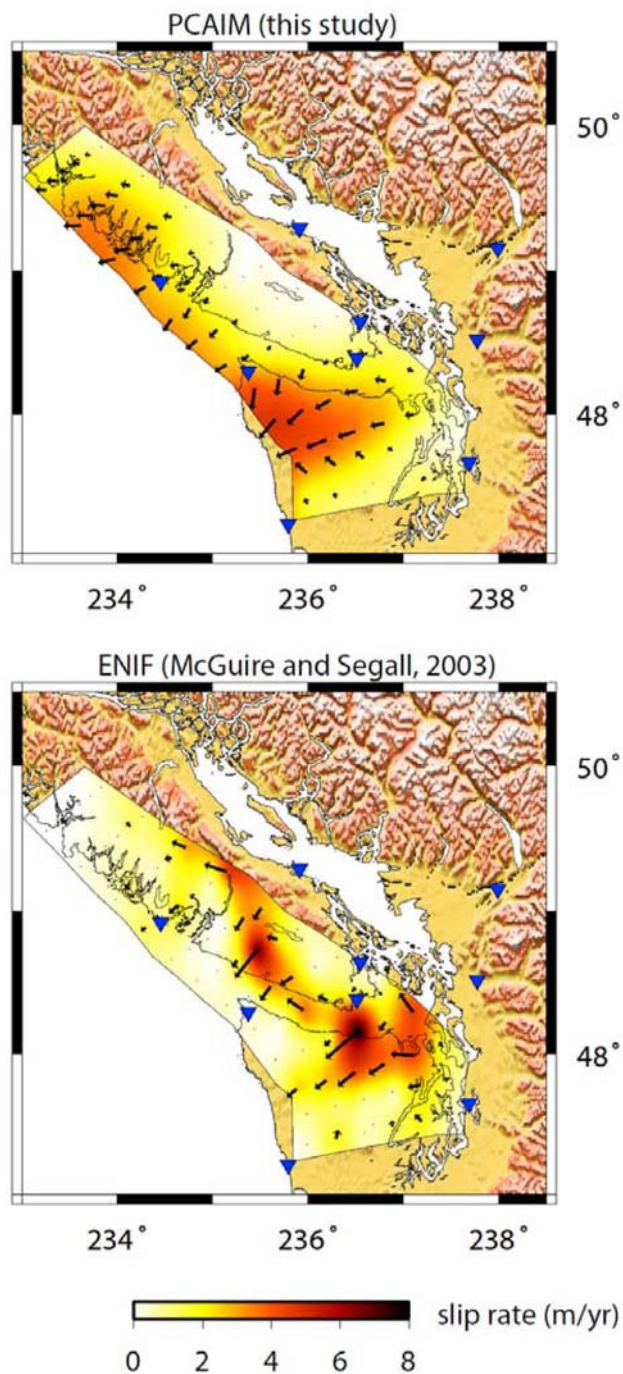 PCAIM (this study)
50°
48°
234° 236° 238°
ENIF (McGuire and Segall, 2003)
50°
48°
234° 236° 238°
slip rate (m/yr)
0 2 4 6 8